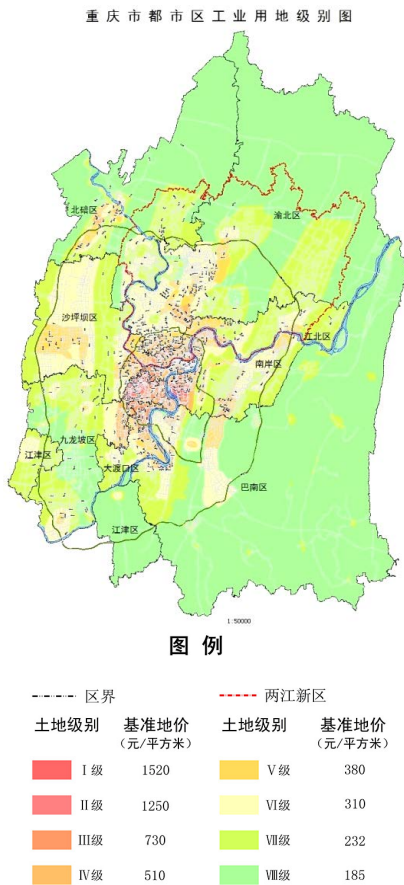 重庆市都市区工业用地级别图
北碚区
渝北区
沙坪坝区
江北区
南岸区
九龙坡区
江津区
大渡口区
巴南区
江津区
1:50000
图 例
区界 两江新区
土地级别 基准地价 土地级别 基准地价
(元/平方米) (元/平方米)
Ⅰ级 1520 Ⅴ级 380
Ⅱ级 1250 Ⅵ级 310
Ⅲ级 730 Ⅶ级 232
Ⅳ级 510 Ⅷ级 185